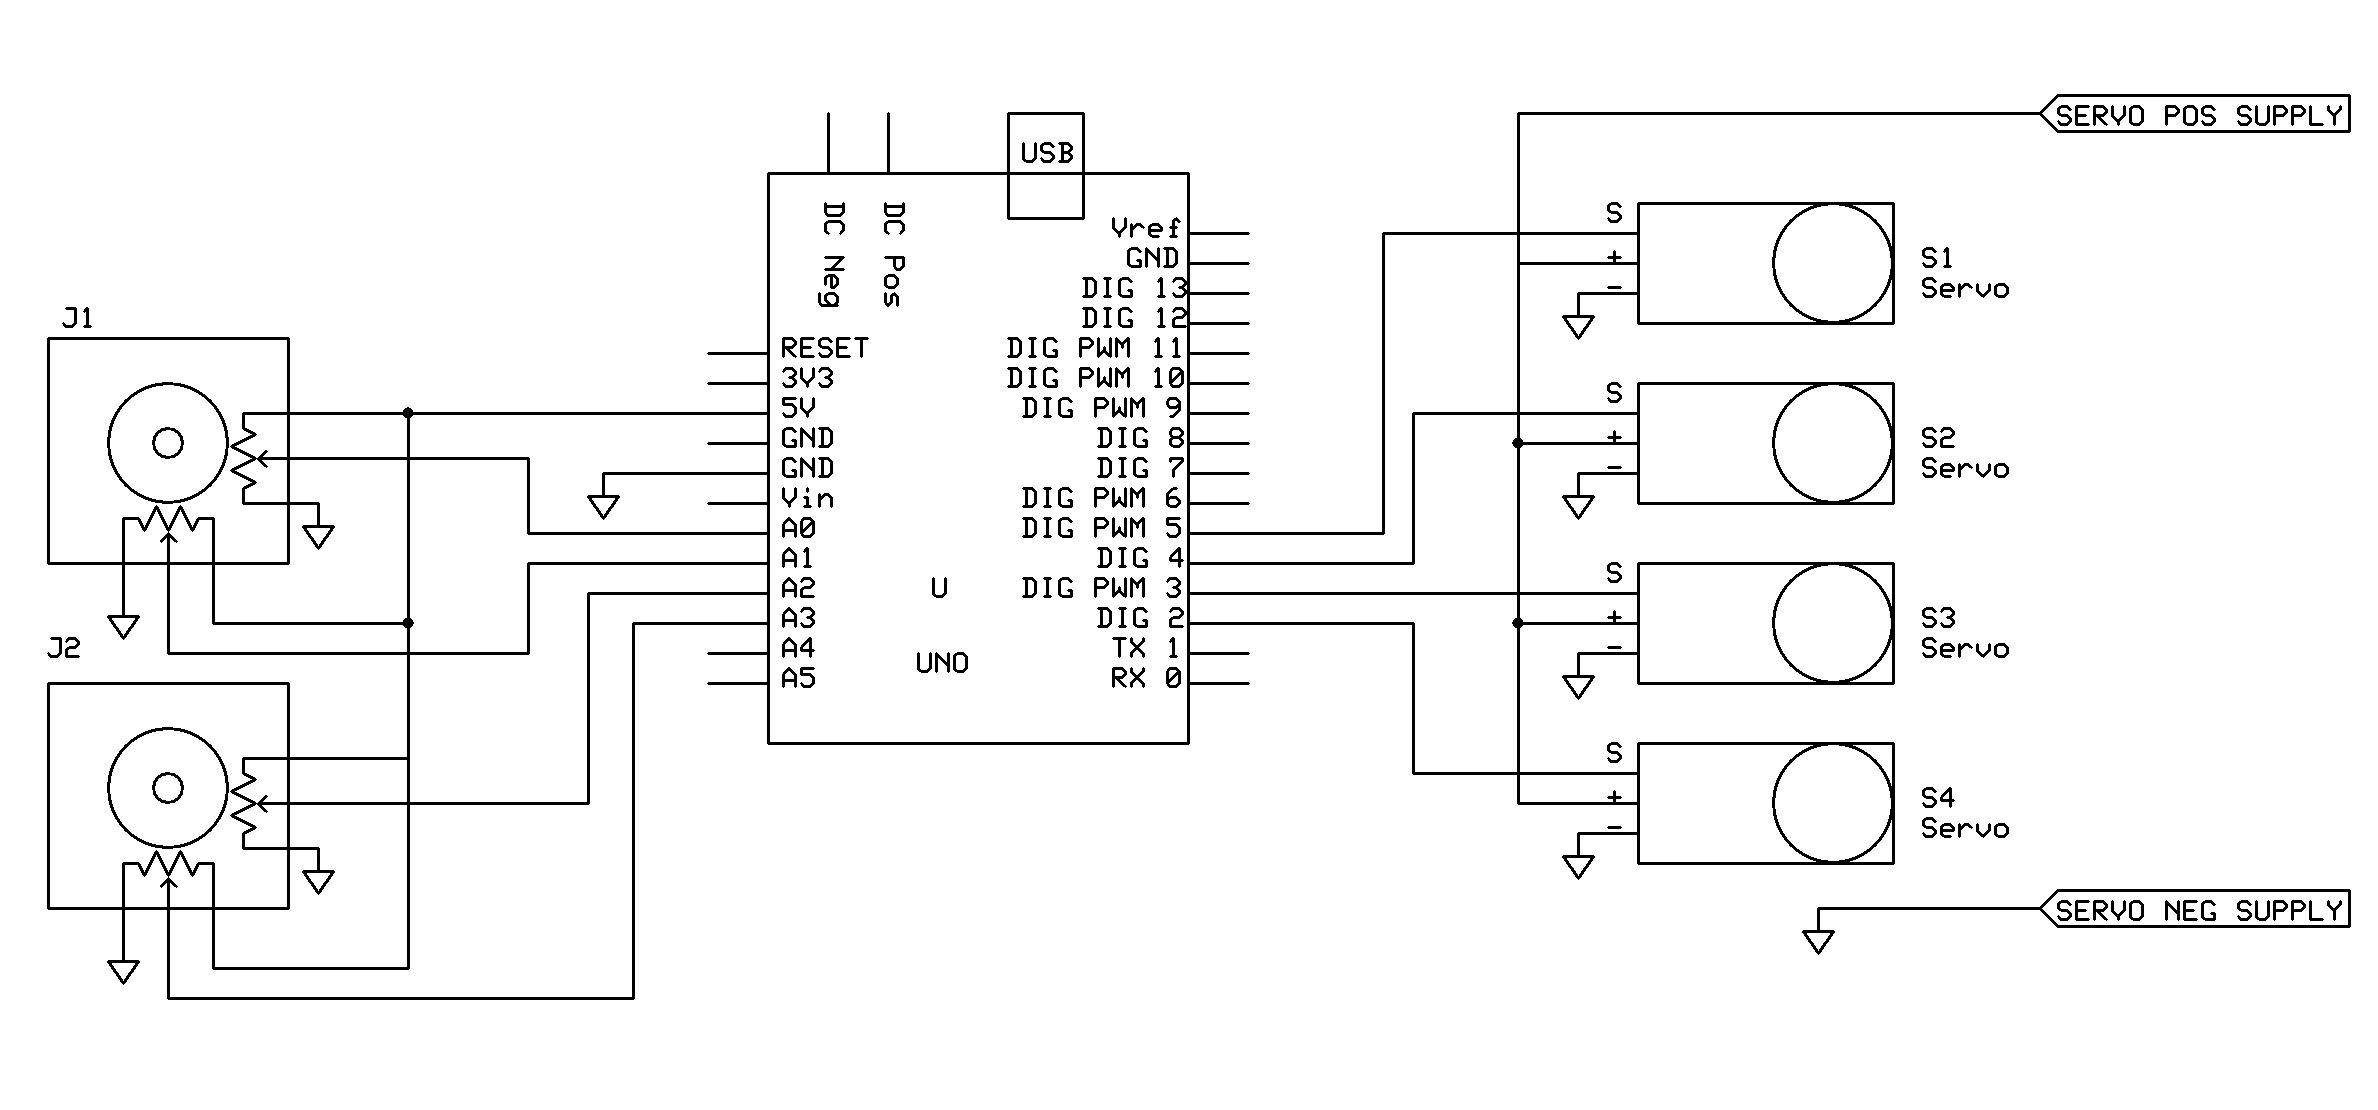 SERVO POS SUPPLY
USB
DC Neg
DC Pos
J1
RESET
3V3
5V
GND
GND
Vin
A0
A1
A2
A3
A4
A5
U
UNO
Vref
GND
DIG 13
DIG 12
DIG PWM 11
DIG PWM 10
DIG PWM 9
DIG 8
DIG 7
DIG PWM 6
DIG PWM 5
DIG 4
DIG PWM 3
DIG 2
TX 1
RX 0
J2
S
+
-
S1
Servo
S
+
-
S2
Servo
S
+
-
S3
Servo
S
+
-
S4
Servo
SERVO NEG SUPPLY